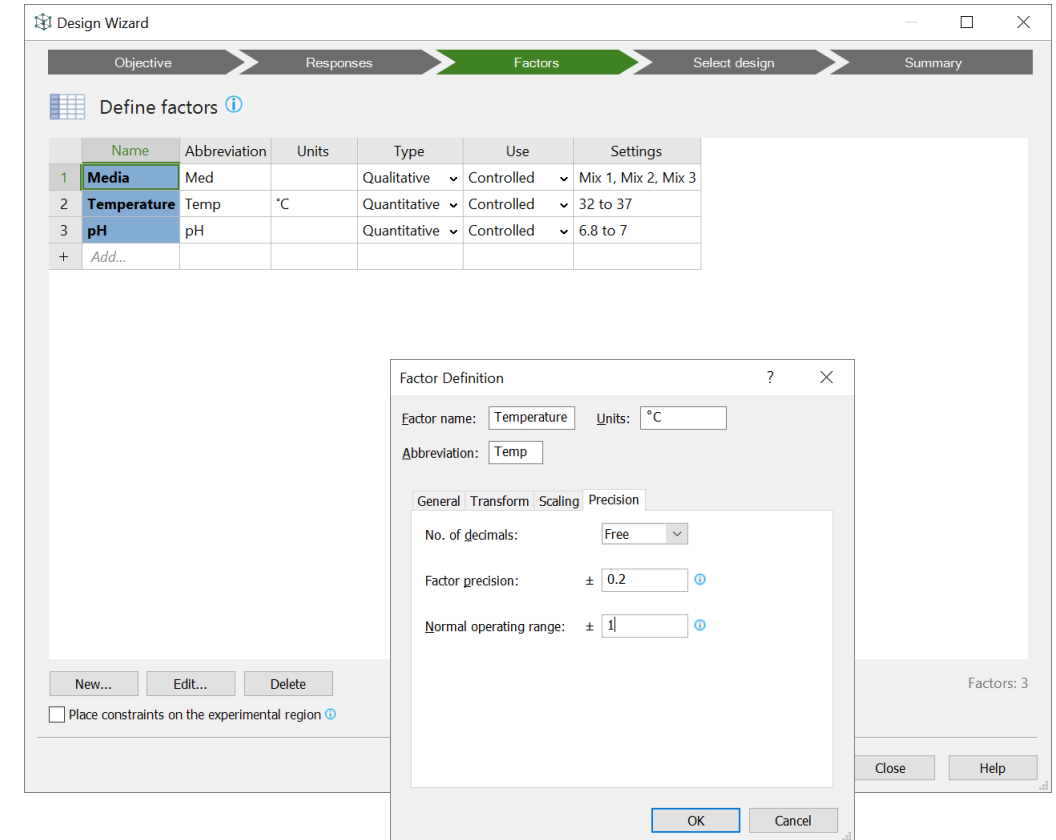 Design Wizard
Objective Responses Factors Select design Summary
Define factors
Name Abbreviation Units Type Use Settings
1 Media Med Qualitative Controlled Mix 1, Mix 2, Mix 3
2 Temperature Temp °C Quantitative Controlled 32 to 37
3 pH pH Quantitative Controlled 6.8 to 7
+ Add...
Factor Definition ?
Factor name: Temperature Units: °C
Abbreviation: Temp
General Transform Scaling Precision
No. of decimals: Free
Factor precision: ± 0.2
Normal operating range: ± 1
New... Edit... Delete
Factors: 3
Place constraints on the experimental region
Close Help
OK Cancel